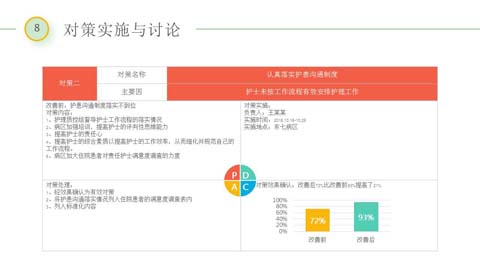 8
对策实施与讨论
对策二
对策名称
认真落实护患沟通制度
主要因
护士未按工作流程有效安排护理工作
改善前：护患沟通制度落实不到位
对策内容：
1、护理质控组督导护士工作流程的落实情况
2、病区加强培训，提高护士的评判性思维能力
3、提高护士的责任心
4、提高护士的综合素质以提高护士的工作效率，从而细化并规范自己的
工作流程。
5、病区加大住院患者对责任护士满意度调查的力度
对策实施：
负责人：王某某
实施时间：
实施地点：东七病区
P D
A C
对策处理：
1、经效果确认为有效对策
2、将护患沟通落实情况列入住院患者的满意度调查表内
3、列入标准化内容
对策效果确认：改善后72%比改善前93%提高了21%
100%
80%
60%
40%
20%
0%
72%
93%
改善前
改善后